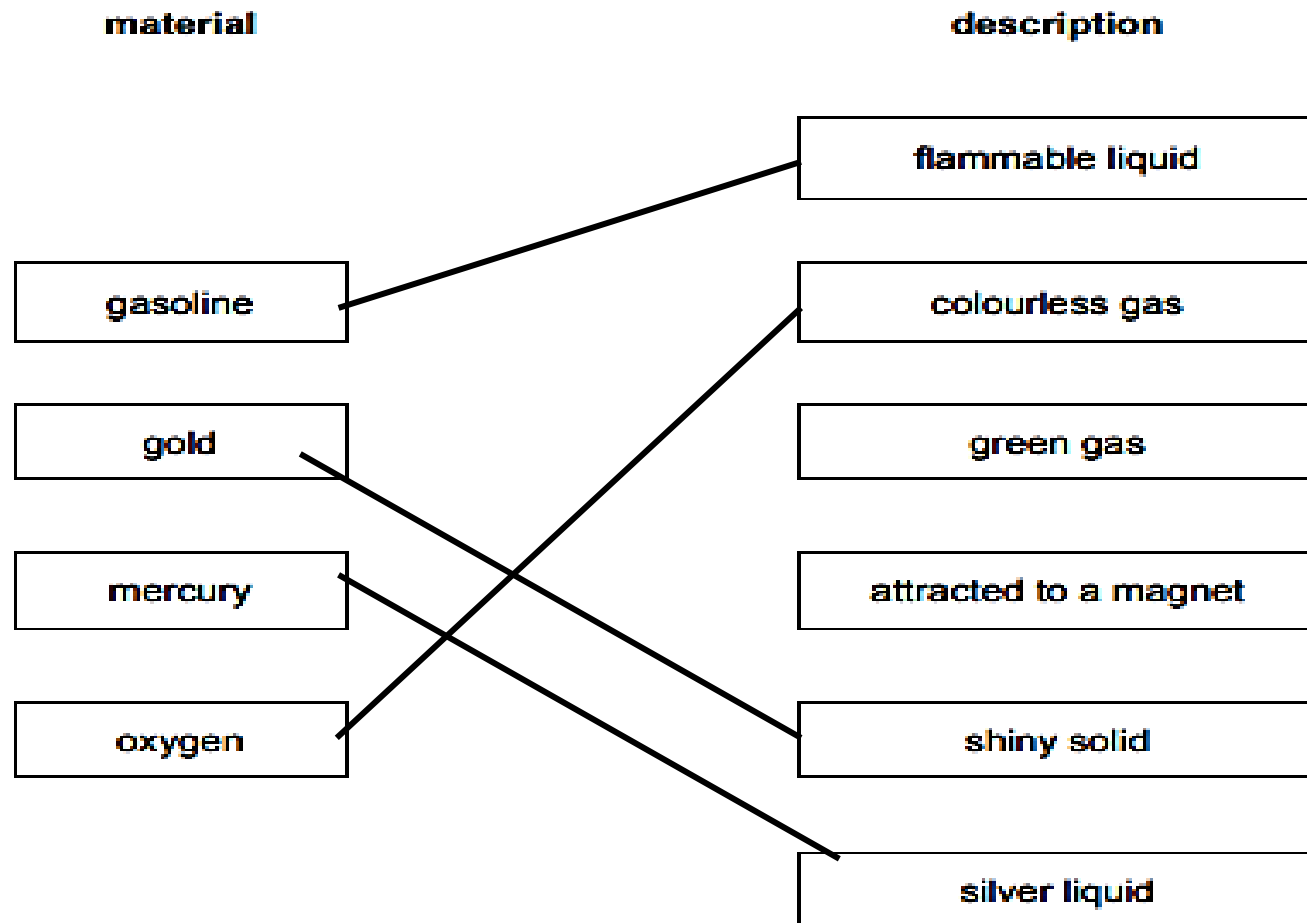 material description
flammable liquid
gasoline colourless gas
gold green gas
mercury attracted to a magnet
oxygen shiny solid
silver liquid